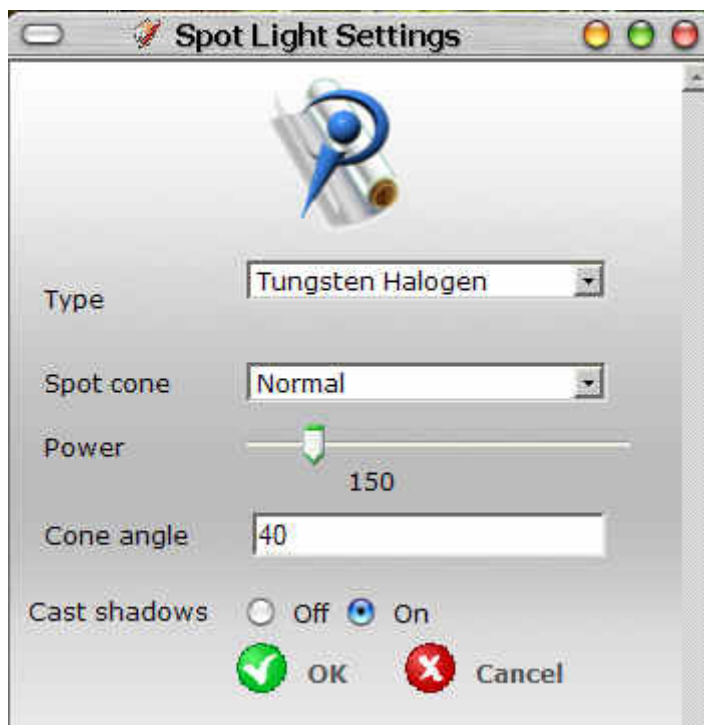 Spot Light Settings
Type Tungsten Halogen
Spot cone Normal
Power
150
Cone angle 40
Cast shadows Off On
OK Cancel